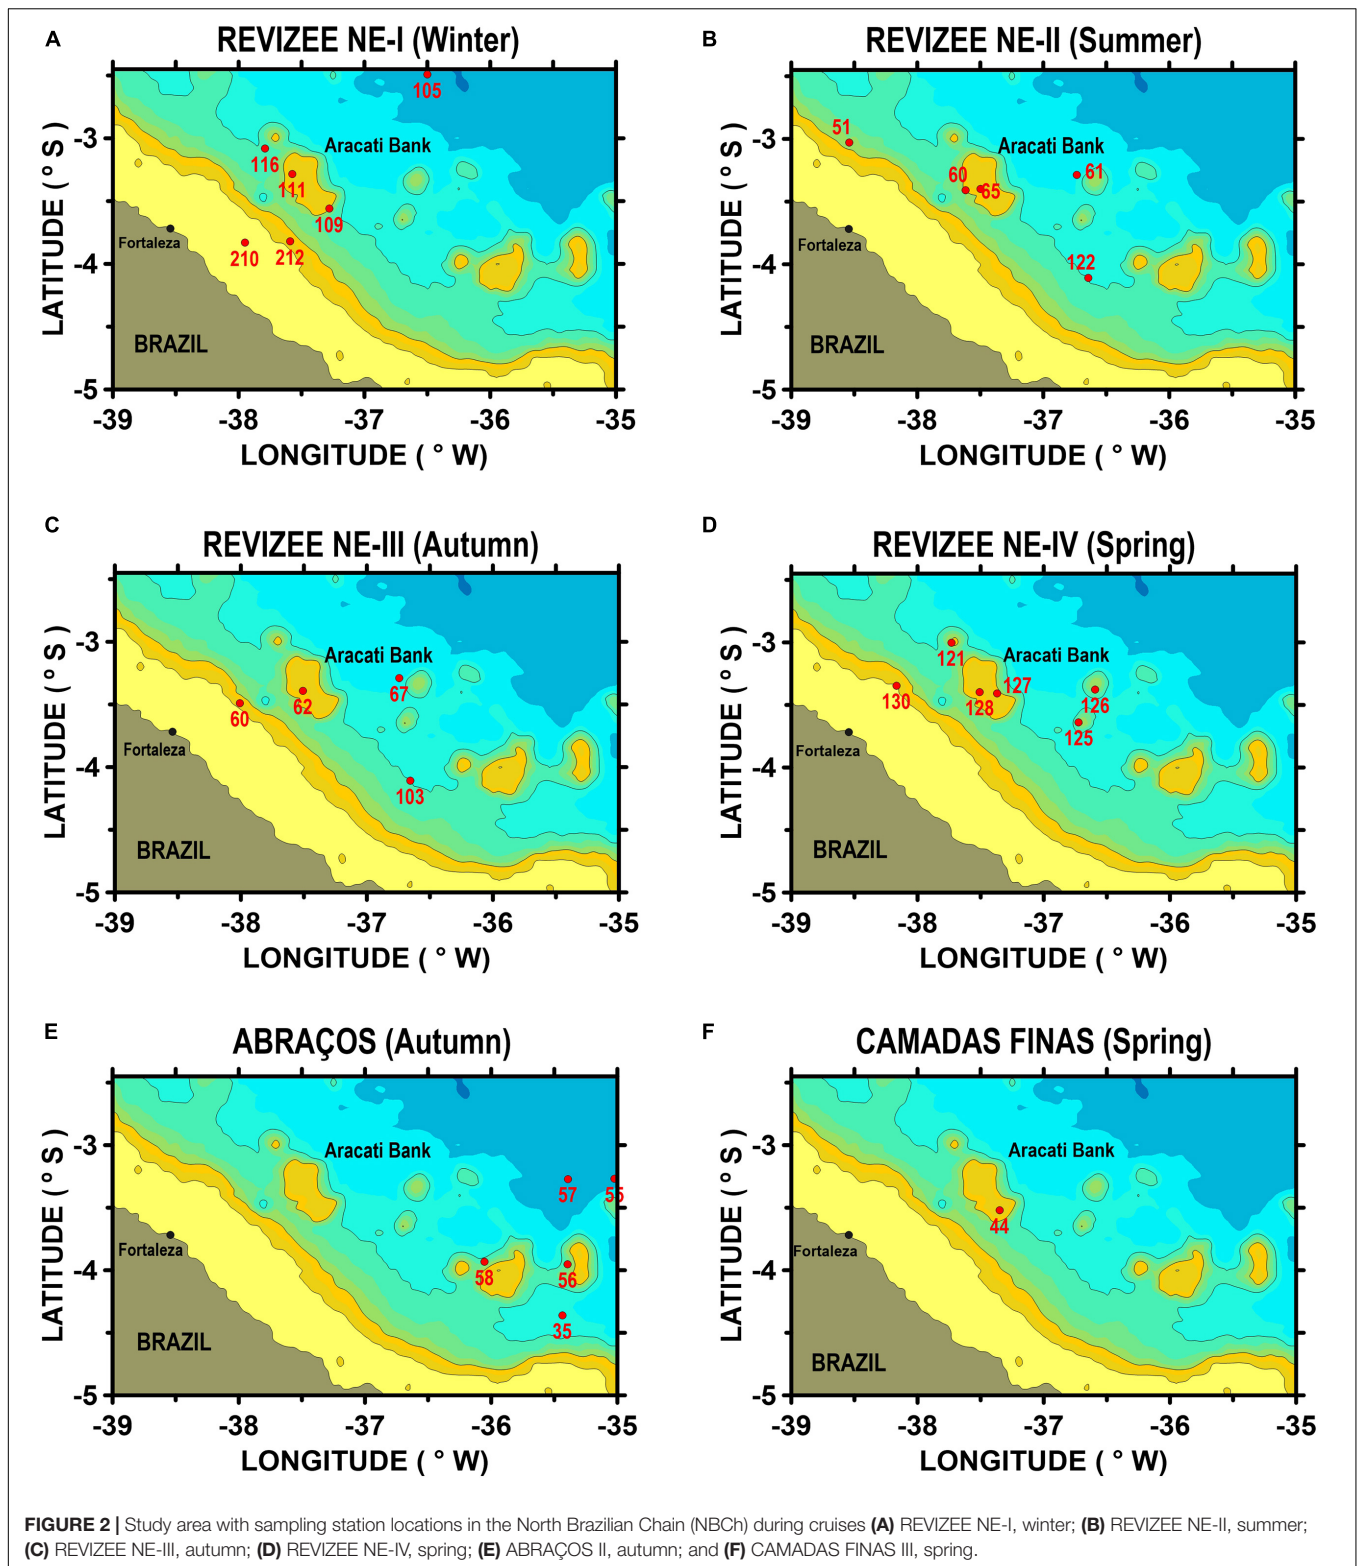 A
REVIZEE NE-I (Winter)
105
-3
Aracati Bank
116
111
109
Fortaleza
210
212
-4
BRAZIL
-5
-39
-38
-37
-36
-35
LATITUDE ( ° S )
LONGITUDE ( ° W)
B
REVIZEE NE-II (Summer)
51
-3
Aracati Bank
60
65
61
Fortaleza
122
-4
BRAZIL
-5
-39
-38
-37
-36
-35
LATITUDE ( ° S )
LONGITUDE ( ° W)
C
REVIZEE NE-III (Autumn)
-3
Aracati Bank
67
62
60
Fortaleza
-4
103
BRAZIL
-5
-39
-38
-37
-36
-35
LATITUDE ( ° S )
LONGITUDE ( ° W)
D
REVIZEE NE-IV (Spring)
-3
121
Aracati Bank
130
128
127
126
125
Fortaleza
-4
BRAZIL
-5
-39
-38
-37
-36
-35
LATITUDE ( ° S )
LONGITUDE ( ° W)
E
ABRAÇOS (Autumn)
-3
Aracati Bank
57
55
Fortaleza
-4
58
56
35
BRAZIL
-5
-39
-38
-37
-36
-35
LATITUDE ( ° S )
LONGITUDE ( ° W)
F
CAMADAS FINAS (Spring)
-3
Aracati Bank
44
Fortaleza
-4
BRAZIL
-5
-39
-38
-37
-36
-35
LATITUDE ( ° S )
LONGITUDE ( ° W)
FIGURE 2 | Study area with sampling station locations in the North Brazilian Chain (NBCh) during cruises (A) REVIZEE NE-I, winter; (B) REVIZEE NE-II, summer;
(C) REVIZEE NE-III, autumn; (D) REVIZEE NE-IV, spring; (E) ABRAÇOS II, autumn; and (F) CAMADAS FINAS III, spring.